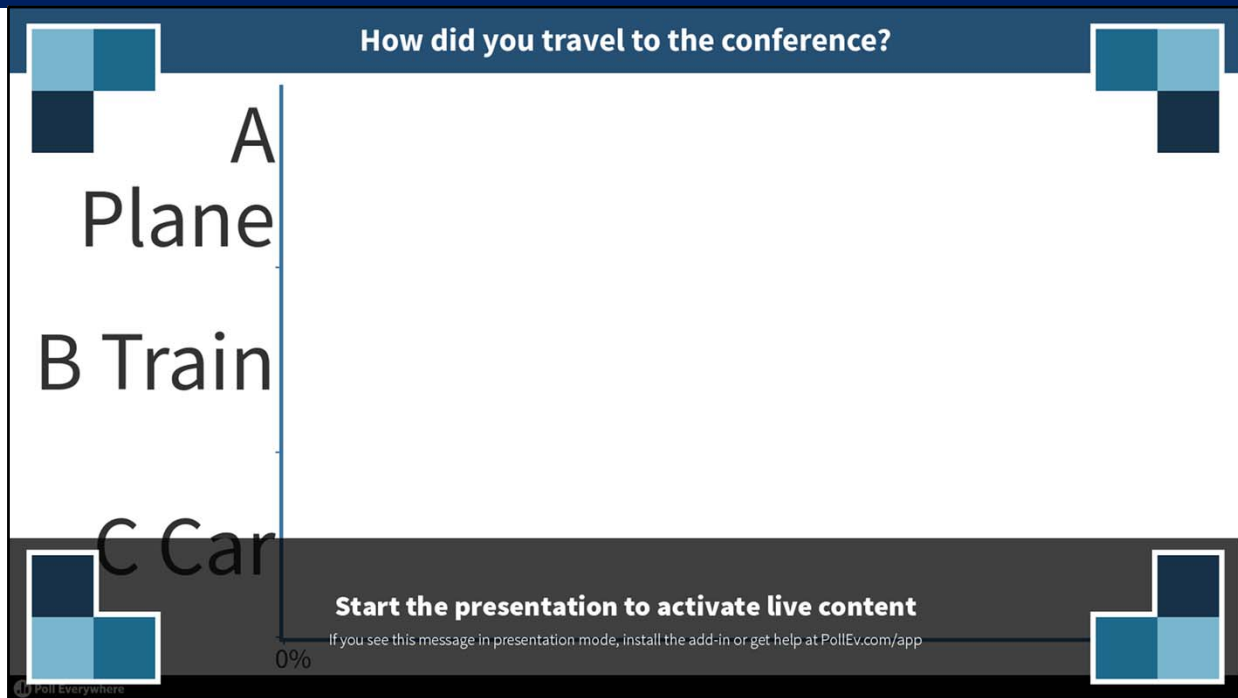 How did you travel to the conference?
A
Plane
B Train
C Car
Start the presentation to activate live content
If you see this message in presentation mode, install the add-in or get help at PollEv.com/app
0%
Poll Everywhere